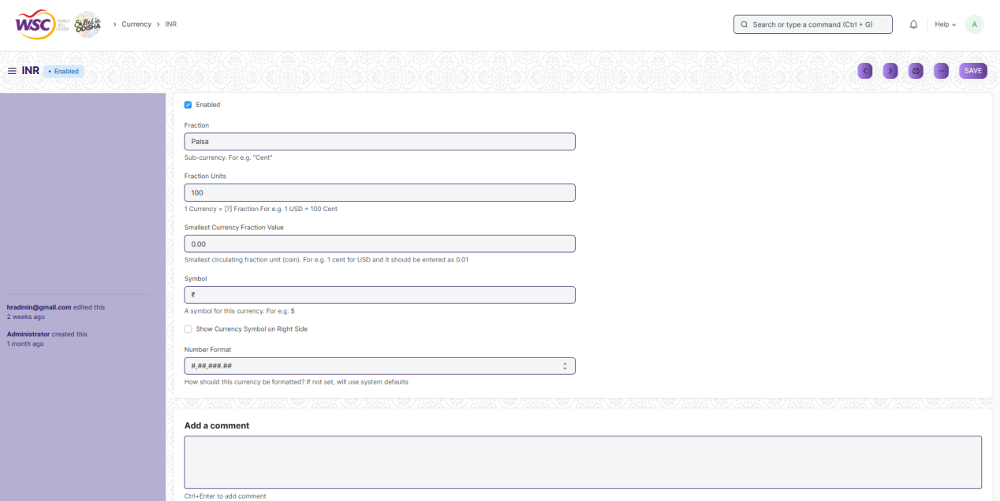 WSC WORLD SKILL CENTER Skilled in ODISHA › Currency › INR Search or type a command (Ctrl + G) Help A
INR • Enabled SAVE
Enabled
Fraction
Paisa
Sub-currency. For e.g. "Cent"
Fraction Units
100
1 Currency = [?] Fraction For e.g. 1 USD = 100 Cent
Smallest Currency Fraction Value
0.00
Smallest circulating fraction unit (coin). For e.g. 1 cent for USD and it should be entered as 0.01
Symbol
₹
A symbol for this currency. For e.g. $
hradmin@gmail.com edited this
2 weeks ago
Administrator created this
1 month ago
Show Currency Symbol on Right Side
Number Format
#,##,###.##
How should this currency be formatted? If not set, will use system defaults
Add a comment
Ctrl+Enter to add comment